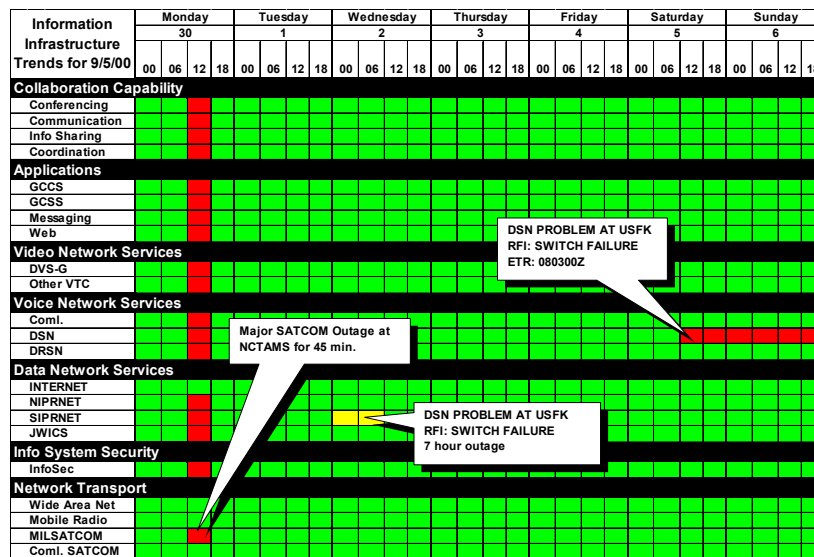 Information
Infrastructure
Trends for 9/5/00
Monday Tuesday Wednesday Thursday Friday Saturday Sunday
30 1 2 3 4 5 6
00 06 12 18 00 06 12 18 00 06 12 18 00 06 12 18 00 06 12 18 00 06 12 18 00 06 12
Collaboration Capability
Conferencing
Communication
Info Sharing
Coordination
Applications
GCCS
GCSS
Messaging
Web
DSN PROBLEM AT USFK
RFI: SWITCH FAILURE
ETR: 080300Z
Video Network Services
DVS-G
Other VTC
Voice Network Services
Coml.
DSN
DRSN
Major SATCOM Outage at
NCTAMS for 45 min.
Data Network Services
INTERNET
NIPRNET
SIPRNET
JWICS
DSN PROBLEM AT USFK
RFI: SWITCH FAILURE
7 hour outage
Info System Security
InfoSec
Network Transport
Wide Area Net
Mobile Radio
MILSATCOM
Coml. SATCOM